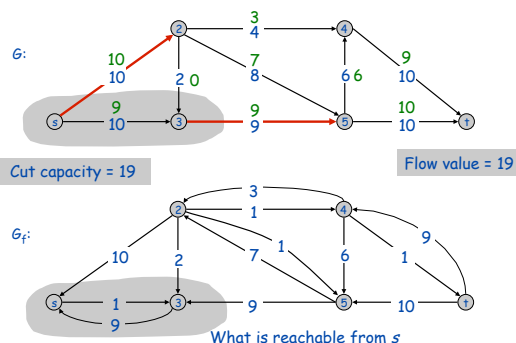 3
2 4 4
G:
10 7 9
10 2 0 8 6 6 10
9 9 10
s 10 3 9 5 10 t
Cut capacity = 19
Flow value = 19
3
2 1 4
Gf:
10 2 1 7 6 1 9
s 1 3 9 5 10 t
9
What is reachable from s